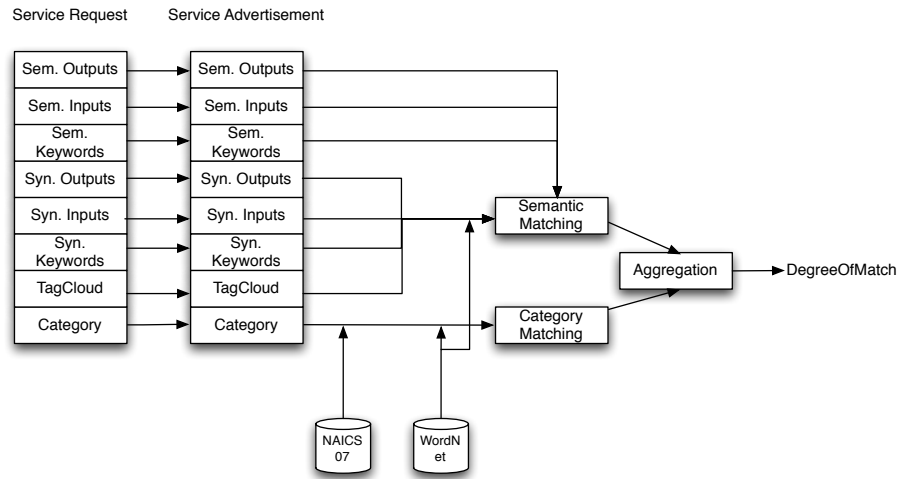 Service Request
Service Advertisement
Sem. Outputs
Sem. Outputs
Sem. Inputs
Sem. Inputs
Sem.
Keywords
Sem.
Keywords
Syn. Outputs
Syn. Outputs
Syn. Inputs
Syn. Inputs
Syn.
Keywords
Syn.
Keywords
TagCloud
TagCloud
Category
Category
Semantic
Matching
Category
Matching
Aggregation
DegreeOfMatch
NAICS
07
WordN
et